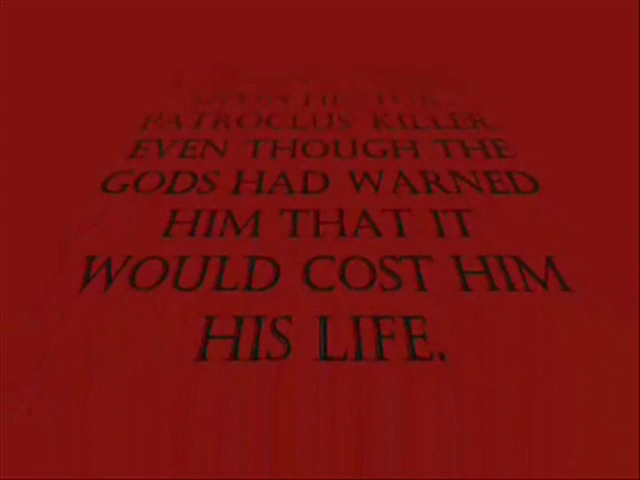 UPON HECTOR,
PATROCLUS' KILLER,
EVEN THOUGH THE
GODS HAD WARNED
HIM THAT IT
WOULD COST HIM
HIS LIFE.